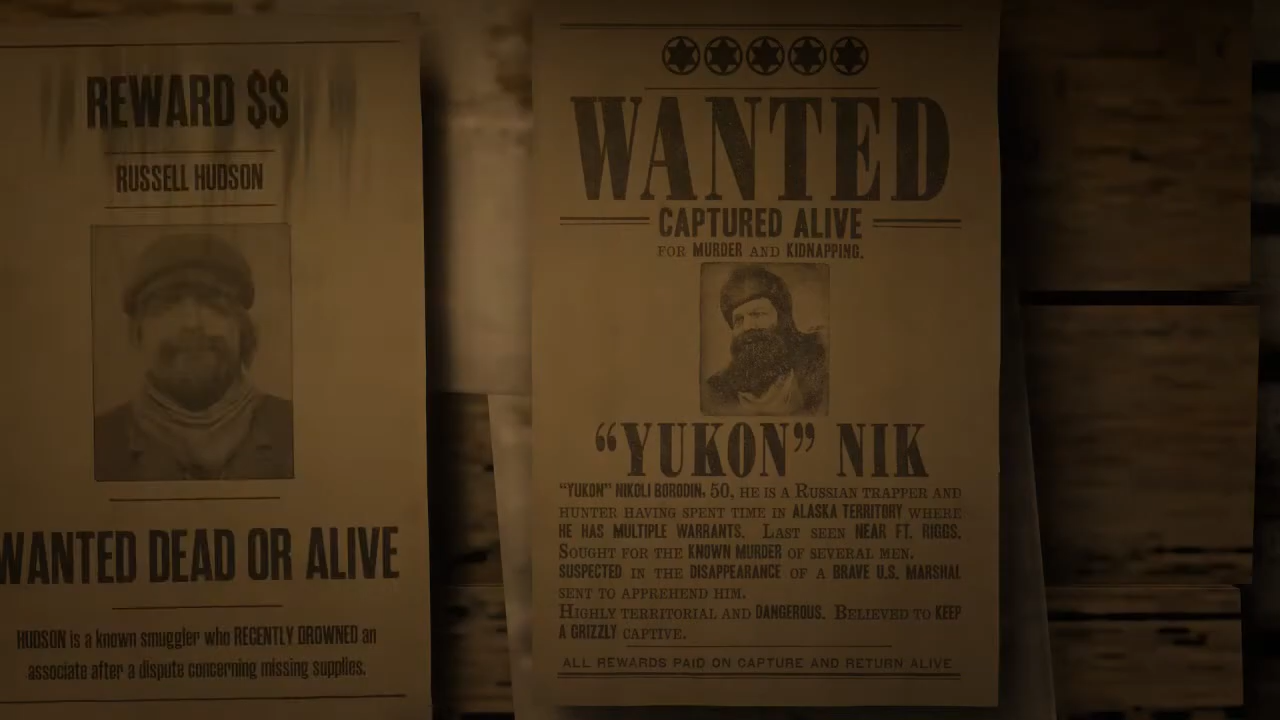 REWARD $$
RUSSELL HUDSON
WANTED DEAD OR ALIVE
HUDSON is a known smuggler who RECENTLY DROWNED an
associate after a dispute concerning missing supplies.
WANTED
CAPTURED ALIVE
FOR MURDER AND KIDNAPPING.
“YUKON” NIK
“YUKON” NIKOLI BORODIN, 50, HE IS A RUSSIAN TRAPPER AND
HUNTER HAVING SPENT TIME IN ALASKA TERRITORY WHERE
HE HAS MULTIPLE WARRANTS. LAST SEEN NEAR FT. RIGGS.
SOUGHT FOR THE KNOWN MURDER OF SEVERAL MEN.
SUSPECTED IN THE DISAPPEARANCE OF A BRAVE U.S. MARSHAL
SENT TO APPREHEND HIM.
HIGHLY TERRITORIAL AND DANGEROUS. BELIEVED TO KEEP
A GRIZZLY CAPTIVE.
ALL REWARDS PAID ON CAPTURE AND RETURN ALIVE